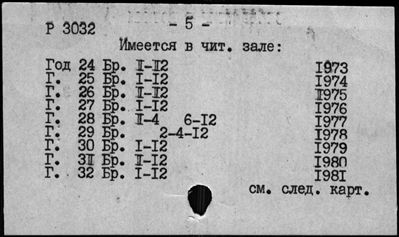 Р 3032 - 5 -
Имеется в чит. зале:
Год 24 Бр. I-I2 I973
Г. 25 Бр. I-I2 I974
Г. 26 Бр. I-I2 I975
Г. 27 Бр. I-I2 I976
Г. 28 Бр. I-4 6-I2 I977
Г. 29 Бр. 2-4-I2 I978
Г. 30 Бр. I-I2 I979
Г. 3I Бр. I-I2 I980
Г. 32 Бр. I-I2 I98I
см. след. карт.